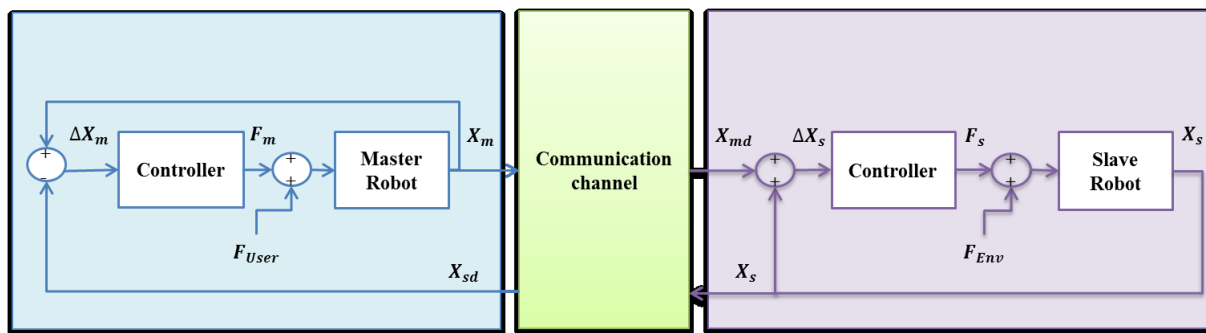 ΔX_m
F_m
X_m
X_md
ΔX_s
F_s
X_s
+
-
Controller
+
+
Master
Robot
Communication
channel
+
+
Controller
+
+
Slave
Robot
F_User
F_Env
X_sd
X_s